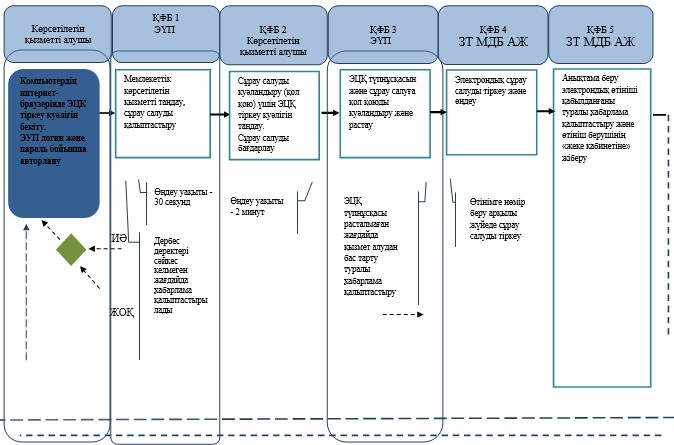 Көрсетілетін
қызметті алушы
ҚФБ 1
ЭҮП
ҚФБ 2
Көрсетілетін
қызметті алушы
ҚФБ 3
ЭҮП
ҚФБ 4
ЗТ МДБ АЖ
ҚФБ 5
ЗТ МДБ АЖ
Компьютердің
интернет-
браузерінде ЭЦҚ
тіркеу куәлігін
бекіту.
ЭҮП логин және
пароль бойынша
авторлану
Мемлекеттік
көрсетілетін
қызметті таңдау,
сұрау салуды
қалыптастыру
Сұрау салуды
куәландыру (қол
қою) үшін ЭЦҚ
тіркеу куәлігін
таңдау.
Сұрау салуды
бағдарлау
ЭЦҚ түпнұсқасын
және сұрау салуға
қол қоюды
куәландыру және
растау
Электрондық сұрау
салуды тіркеу және
өңдеу
Анықтама беру
электрондық өтініші
қабылданғаны
туралы хабарлама
қалыптастыру және
өтініш берушінің
«жеке кабинетіне»
жіберу
Өңдеу уақыты -
30 секунд
Өңдеу уақыты
- 2 минут
ЭЦҚ
түпнұсқасы
расталмаған
жағдайда
қызмет алудан
бас тарту
туралы
хабарлама
қалыптастыру
Өтінімге нөмір
беру арқылы
жүйеде сұрау
салуды тіркеу
ИӘ
Дербес
деректері
сәйкес
келмеген
жағдайда
хабарлама
қалыптастыры
лады
ЖОҚ